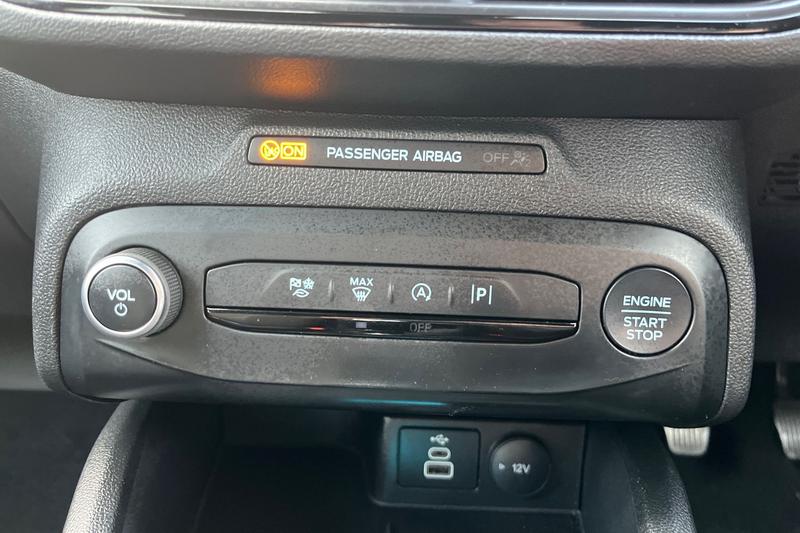 ON PASSENGER AIRBAG OFF
VOL
MAX
A
P
OFF
ENGINE
START
STOP
12V